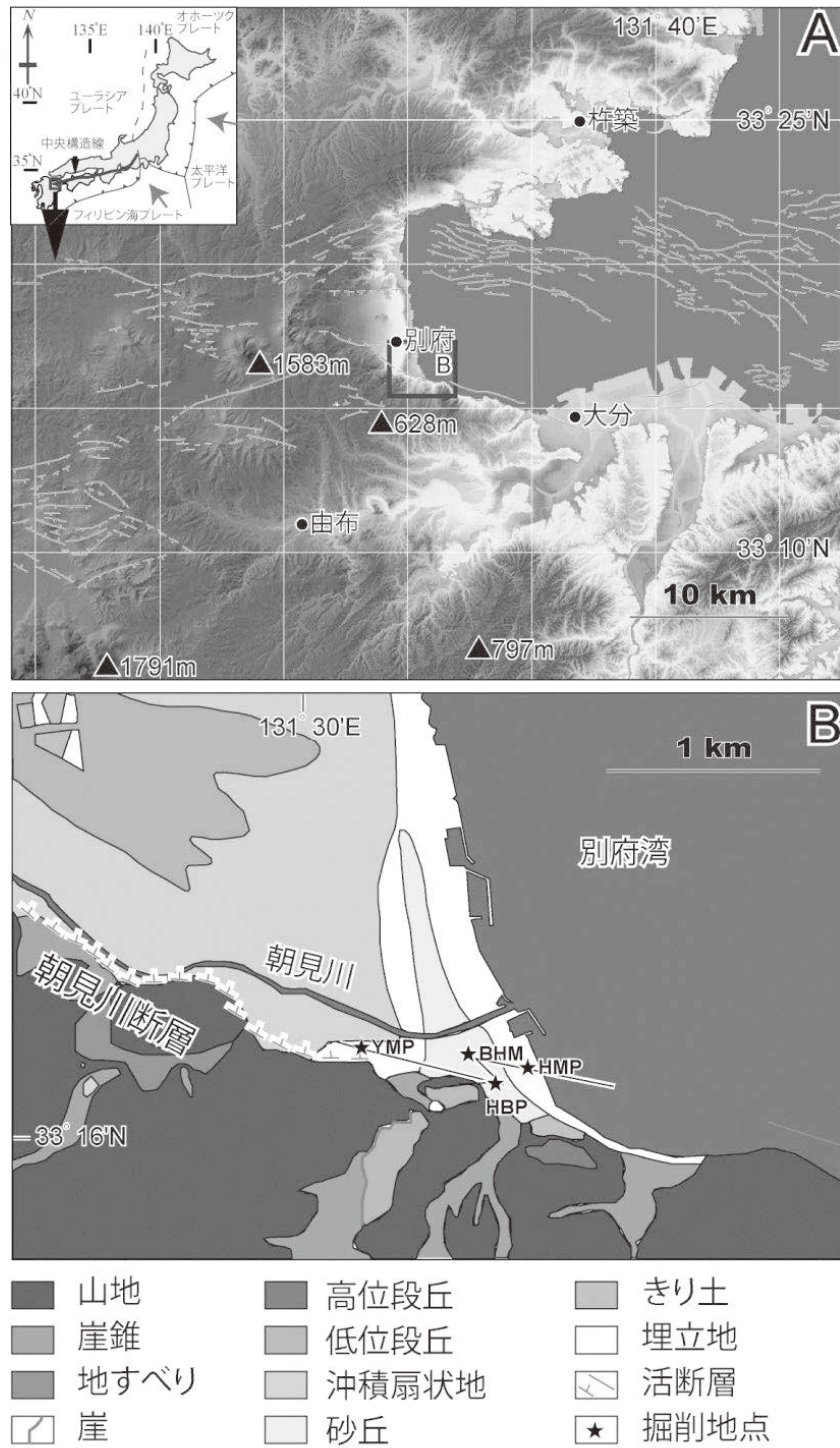 N
オホーツク
プレート
135°E
140°E
40°N
ユーラシア
プレート
中央構造線
35°N
太平洋
プレート
フィリピン海プレート
131° 40'E
A
杵築
33° 25'N
別府
B
1583m
628m
大分
由布
33° 10'N
10 km
797m
1791m
131° 30'E
B
1 km
別府湾
朝見川
朝見川断層
YMP
BHM
HMP
HBP
33° 16'N
山地
高位段丘
きり土
崖錐
低位段丘
埋立地
地すべり
沖積扇状地
活断層
崖
砂丘
掘削地点